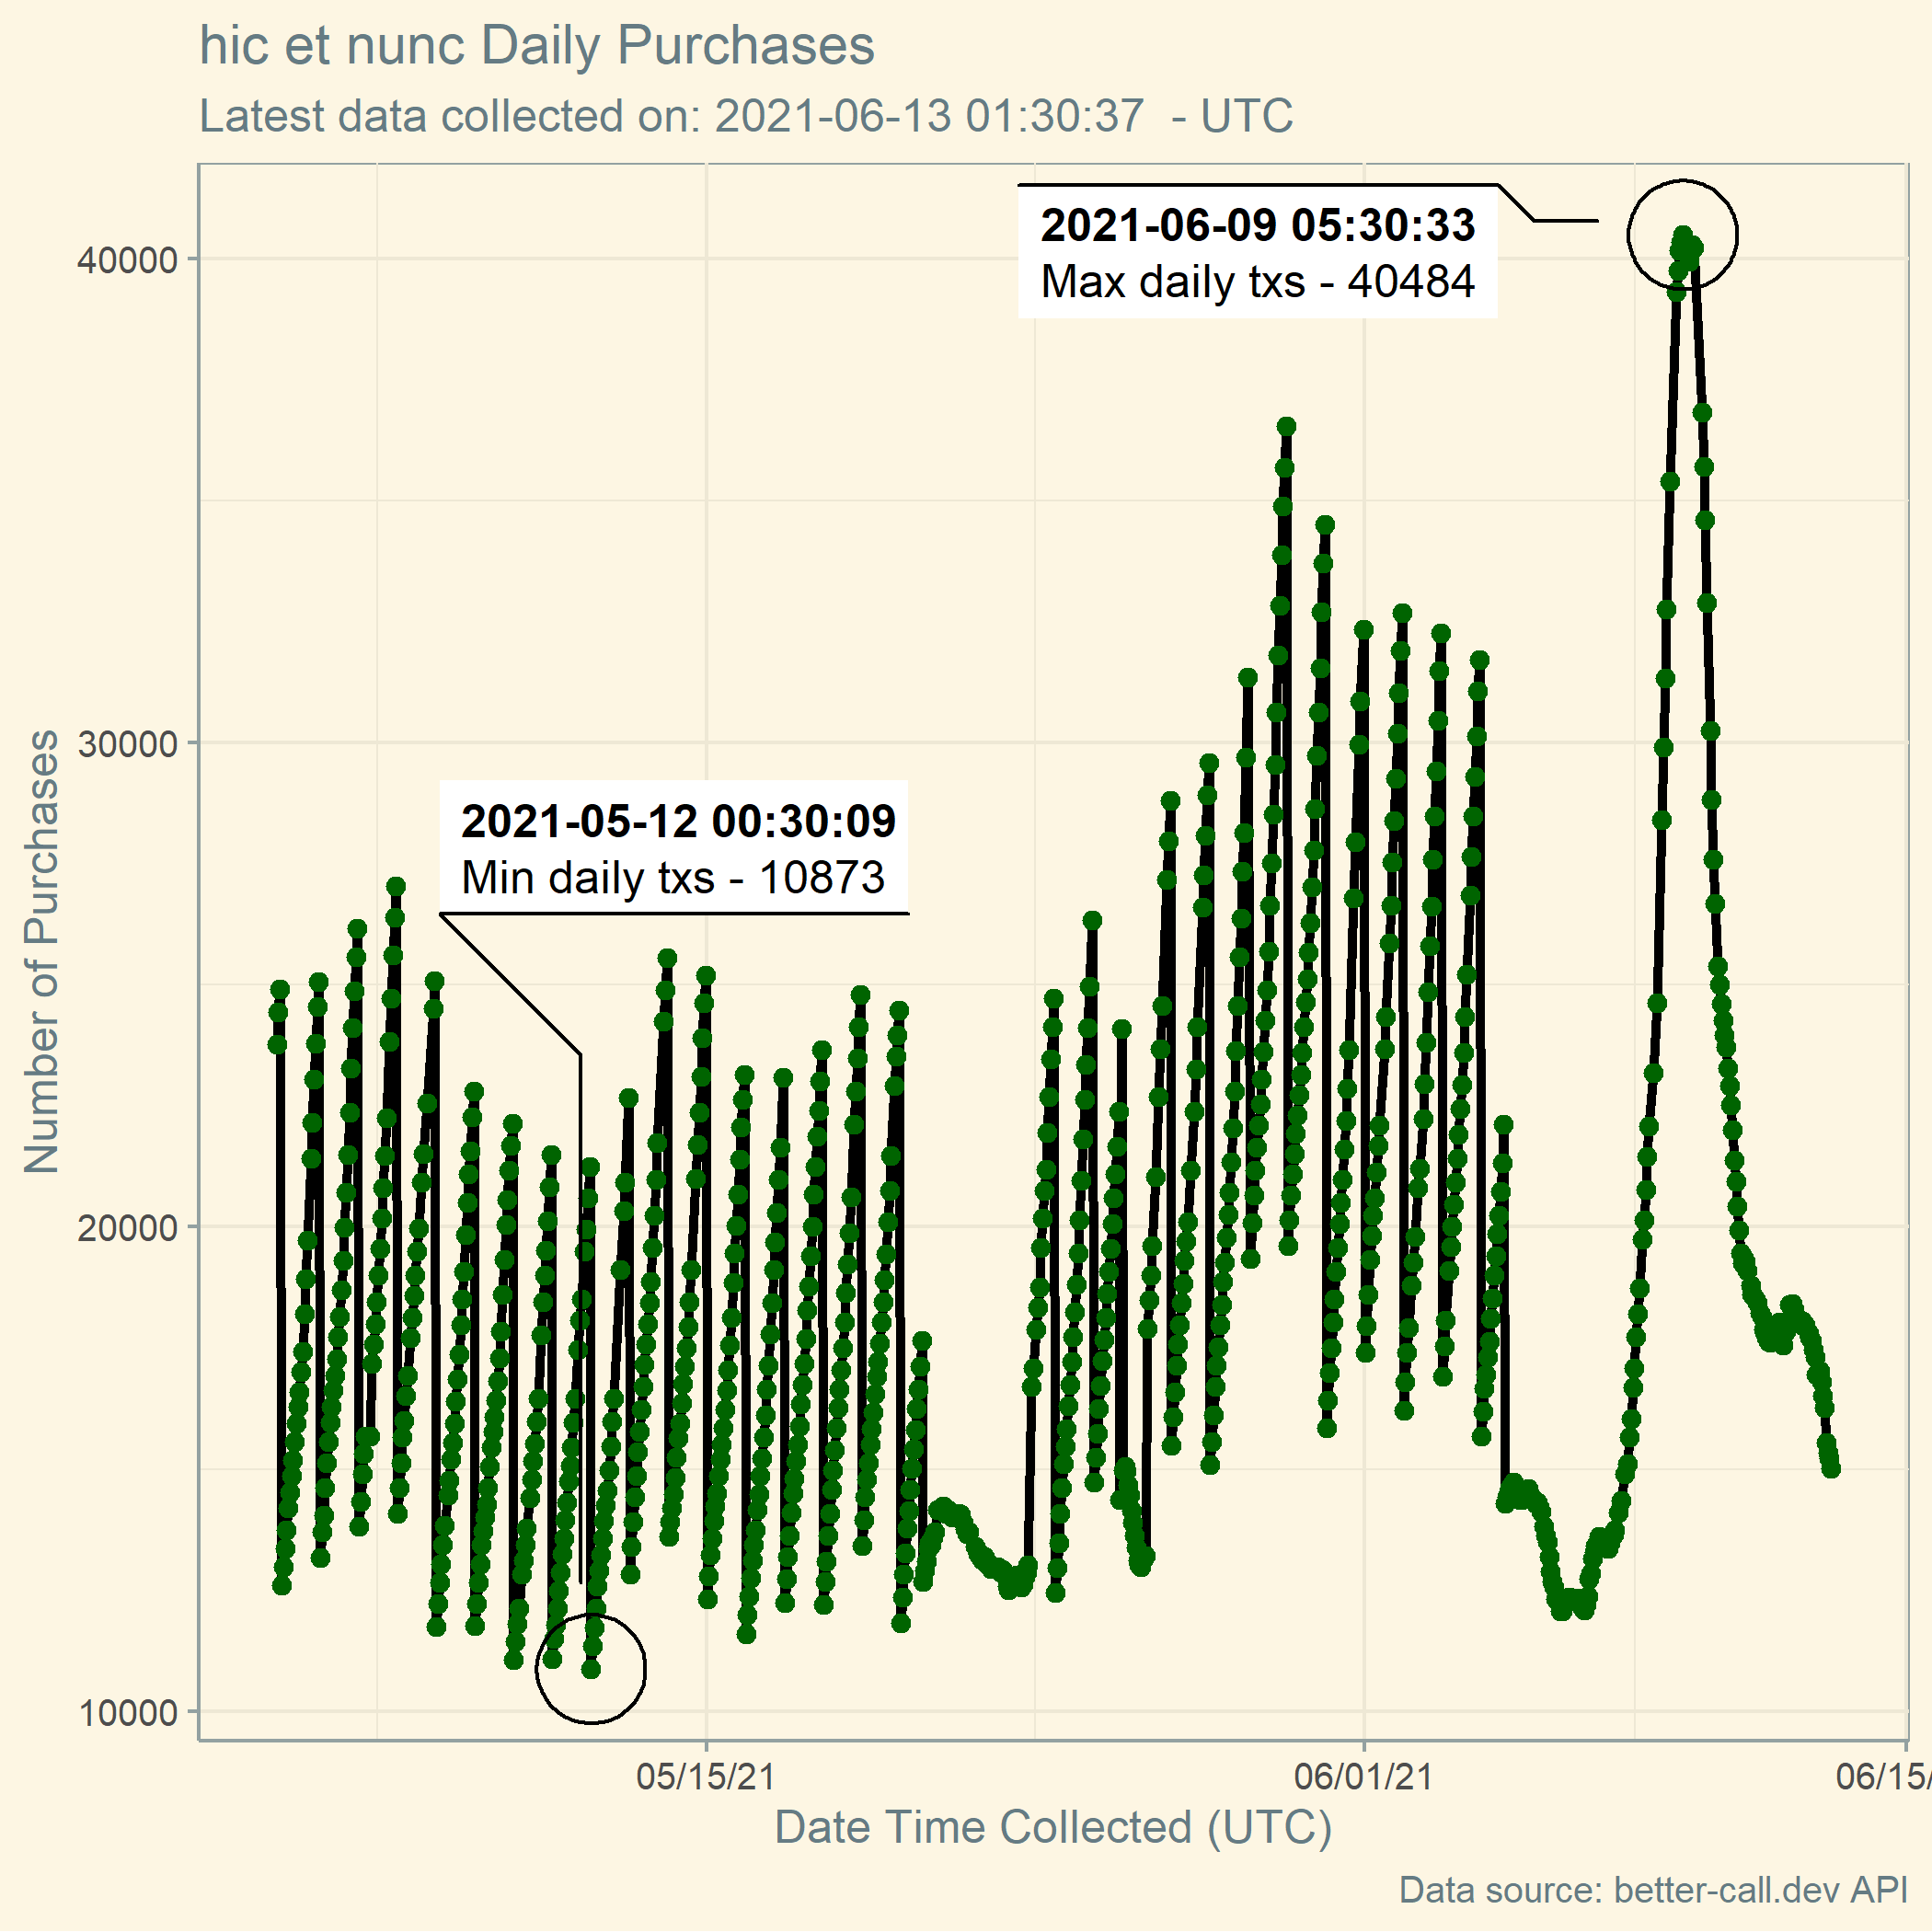 hic et nunc Daily Purchases
Latest data collected on: 2021-06-13 01:30:37  - UTC
2021-06-09 05:30:33
Max daily txs - 40484
2021-05-12 00:30:09
Min daily txs - 10873
Number of Purchases
40000
30000
20000
10000
05/15/21
06/01/21
06/15/
Date Time Collected (UTC)
Data source: better-call.dev API